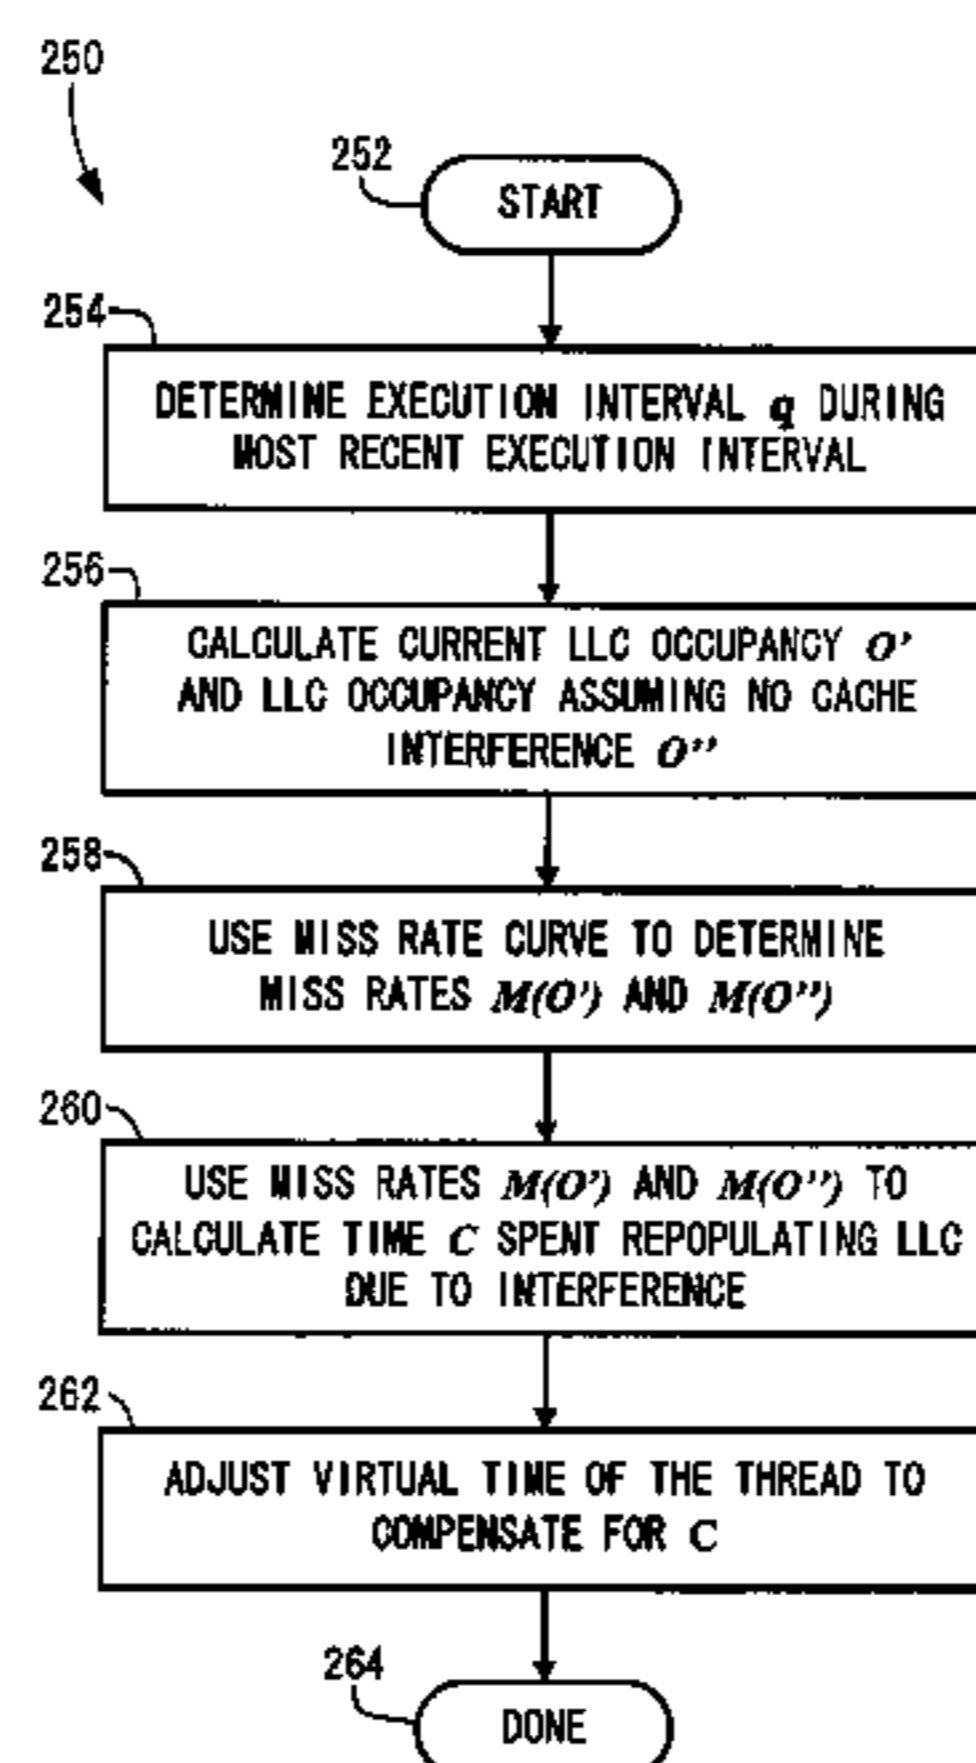 250
252
START
254
DETERMINE EXECUTION INTERVAL q DURING
MOST RECENT EXECUTION INTERVAL
256
CALCULATE CURRENT LLC OCCUPANCY O'
AND LLC OCCUPANCY ASSUMING NO CACHE
INTERFERENCE O''
258
USE MISS RATE CURVE TO DETERMINE
MISS RATES M(O') AND M(O'')
260
USE MISS RATES M(O') AND M(O'') TO
CALCULATE TIME C SPENT REPOPULATING LLC
DUE TO INTERFERENCE
262
ADJUST VIRTUAL TIME OF THE THREAD TO
COMPENSATE FOR C
264
DONE